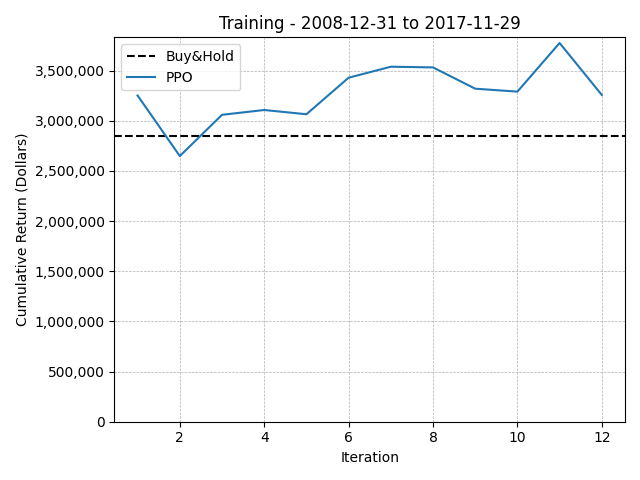 Training - 2008-12-31 to 2017-11-29
Buy&Hold
PPO
3,500,000
3,000,000
2,500,000
2,000,000
1,500,000
1,000,000
500,000
0
Cumulative Return (Dollars)
2 4 6 8 10 12
Iteration